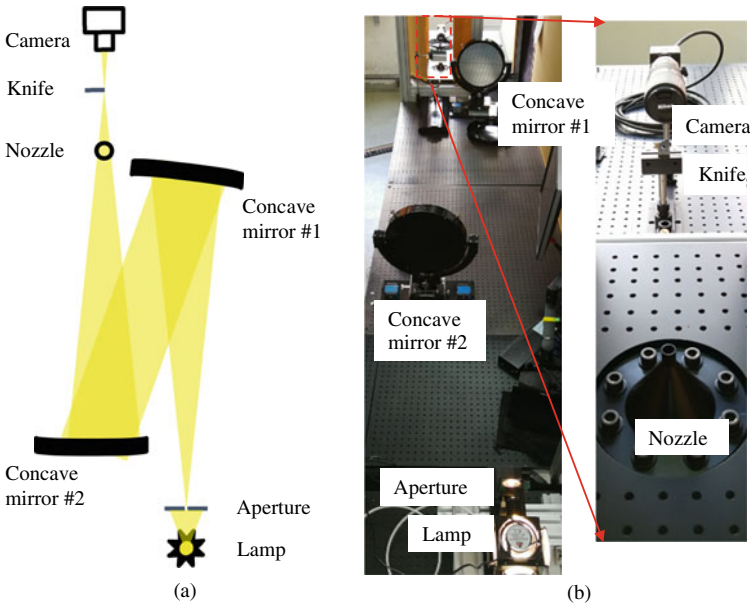 Camera
Knife
Nozzle
Concave
mirror #1
Concave
mirror #2
Aperture
Lamp
(a)
Concave
mirror #1
Concave
mirror #2
Aperture
Lamp
Camera
Knife
Nozzle
(b)